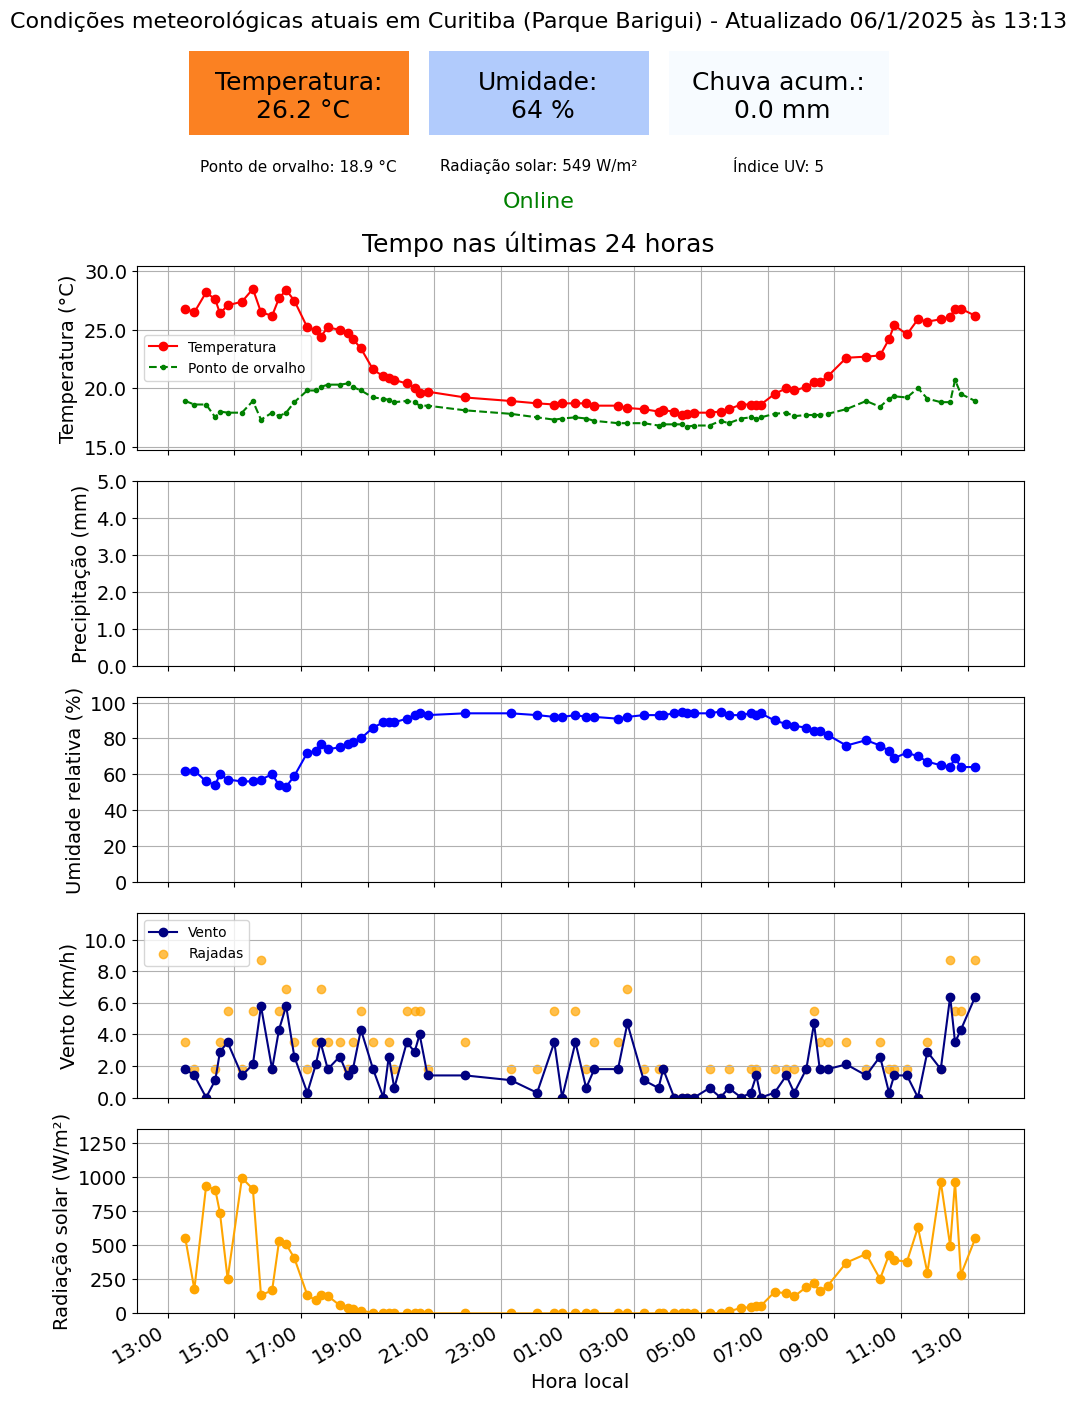 Condições meteorológicas atuais em Curitiba (Parque Barigui) - Atualizado 06/1/2025 às 13:13
Temperatura:
26.2 °C
Umidade:
64 %
Chuva acum.:
0.0 mm
Ponto de orvalho: 18.9 °C
Radiação solar: 549 W/m²
Índice UV: 5
Online
Tempo nas últimas 24 horas
Temperatura (°C)
30.0
25.0
20.0
15.0
Temperatura
Ponto de orvalho
Precipitação (mm)
5.0
4.0
3.0
2.0
1.0
0.0
Umidade relativa (%)
100
80
60
40
20
0
Vento (km/h)
10.0
8.0
6.0
4.0
2.0
0.0
Vento
Rajadas
Radiação solar (W/m²)
1250
1000
750
500
250
0
13:00
15:00
17:00
19:00
21:00
23:00
01:00
03:00
05:00
07:00
09:00
11:00
13:00
Hora local